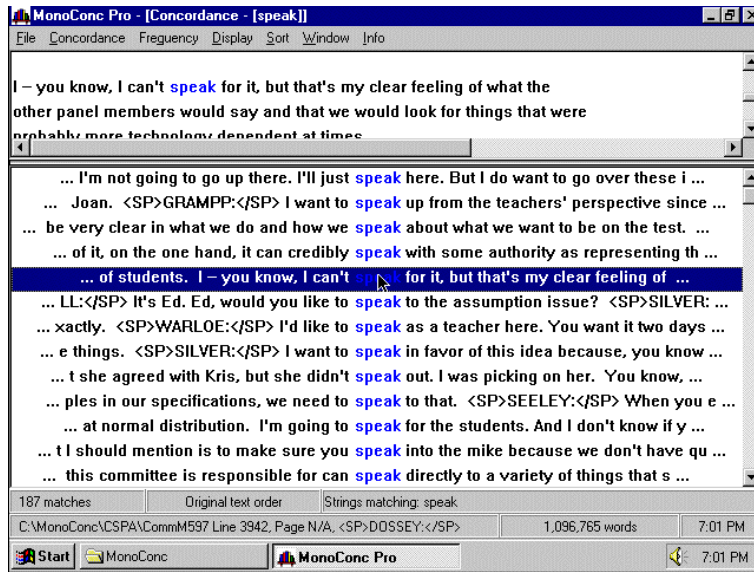 MonoConc Pro - [Concordance - [speak]]
File Concordance Frequency Display Sort Window Info
I – you know, I can't speak for it, but that's my clear feeling of what the
other panel members would say and that we would look for things that were
probably more technology dependent at times
... I'm not going to go up there. I'll just speak here. But I do want to go over these i ...
... Joan. <SP>GRAMPP:</SP> I want to speak up from the teachers' perspective since ...
... be very clear in what we do and how we speak about what we want to be on the test. ...
... of it, on the one hand, it can credibly speak with some authority as representing th ...
... of students. I – you know, I can't speak for it, but that's my clear feeling of ...
... LL:</SP> It's Ed. Ed, would you like to speak to the assumption issue? <SP>SILVER: ...
... xactly. <SP>WARLOE:</SP> I'd like to speak as a teacher here. You want it two days ...
... e things. <SP>SILVER:</SP> I want to speak in favor of this idea because, you know ...
... t she agreed with Kris, but she didn't speak out. I was picking on her. You know, ...
... ples in our specifications, we need to speak to that. <SP>SEELEY:</SP> When you e ...
... at normal distribution. I'm going to speak for the students. And I don't know if y ...
... t I should mention is to make sure you speak into the mike because we don't have qu ...
... this committee is responsible for can speak directly to a variety of things that s ...
187 matches Original text order Strings matching: speak
C:\MonoConc\CSPA\CommM597 Line 3942, Page N/A, <SP>DOSSEY:</SP> 1,096,765 words 7:01 PM
Start MonoConc MonoConc Pro 7:01 PM